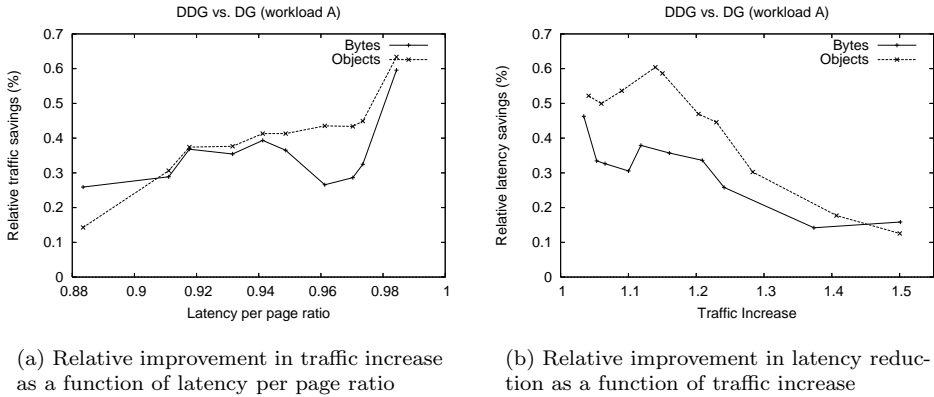 DDG vs. DG (workload A)
0.7
0.6
0.5
0.4
0.3
0.2
0.1
0
Relative traffic savings (%)
Bytes
Objects
0.88
0.9
0.92
0.94
0.96
0.98
1
Latency per page ratio
(a) Relative improvement in traffic increase
as a function of latency per page ratio
DDG vs. DG (workload A)
0.7
0.6
0.5
0.4
0.3
0.2
0.1
0
Relative latency savings (%)
Bytes
Objects
1
1.1
1.2
1.3
1.4
1.5
Traffic Increase
(b) Relative improvement in latency reduc-
tion as a function of traffic increase